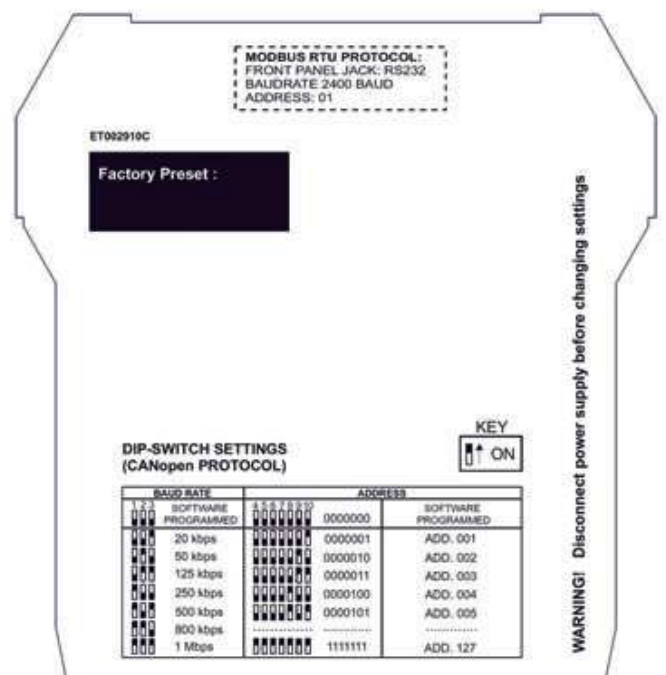 MODBUS RTU PROTOCOL:
FRONT PANEL JACK: RS232
BAUDRATE 2400 BAUD
ADDRESS: 01
ET002910C
Factory Preset :
WARNING! Disconnect power supply before changing settings
KEY
ON
DIP-SWITCH SETTINGS
(CANopen PROTOCOL)
BAUD RATE ADDRESS
1 2 3 SOFTWARE PROGRAMMED 4 5 6 7 8 9 10 0000000 SOFTWARE PROGRAMMED
20 kbps 0000001 ADD. 001
50 kbps 0000010 ADD. 002
125 kbps 0000011 ADD. 003
250 kbps 0000100 ADD. 004
500 kbps 0000101 ADD. 005
800 kbps ............ ............
1 Mbps 1111111 ADD. 127